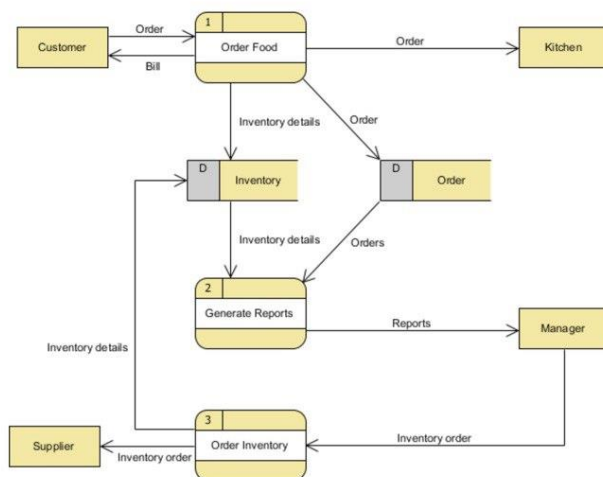 1
Order
Customer
Order Food
Order
Kitchen
Bill
Inventory details
Order
D
Inventory
D
Order
Inventory details
Orders
2
Generate Reports
Reports
Manager
Inventory details
3
Supplier
Order Inventory
Inventory order
Inventory order